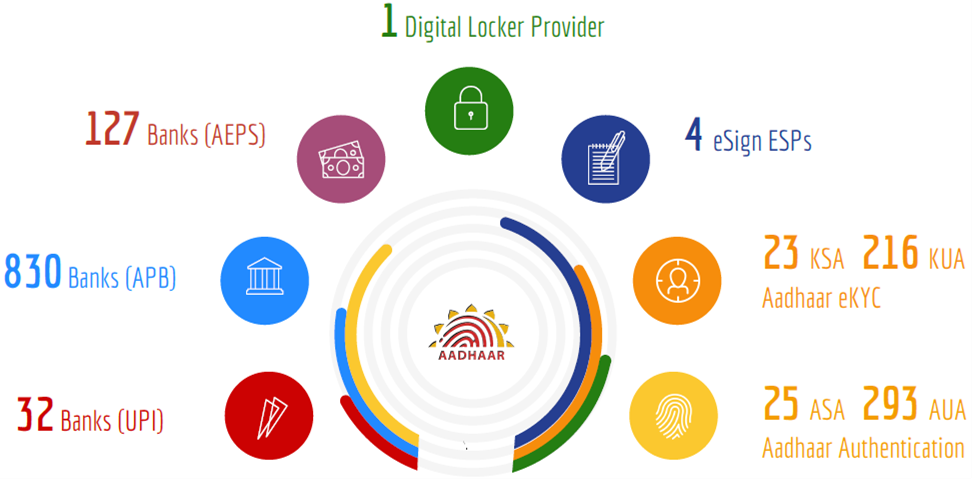 1 Digital Locker Provider
127 Banks (AEPS)
4 eSign ESPs
830 Banks (APB)
23 KSA 216 KUA
Aadhaar eKYC
AADHAAR
32 Banks (UPI)
25 ASA 293 AUA
Aadhaar Authentication